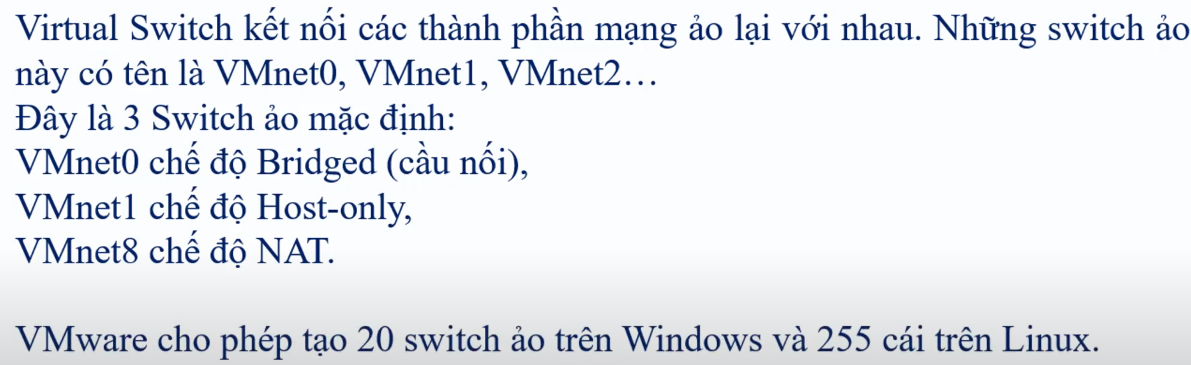 Virtual Switch kết nối các thành phần mạng ảo lại với nhau. Những switch ảo
này có tên là VMnet0, VMnet1, VMnet2…
Đây là 3 Switch ảo mặc định:
VMnet0 chế độ Bridged (cầu nối),
VMnet1 chế độ Host-only,
VMnet8 chế độ NAT.
VMware cho phép tạo 20 switch ảo trên Windows và 255 cái trên Linux.